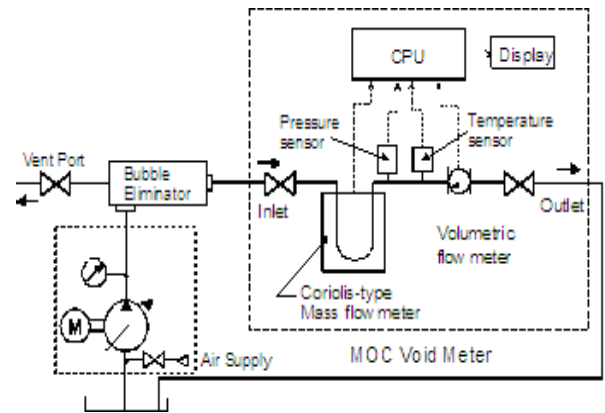 CPU
Display
Pressure
sensor
Temperature
sensor
Vent Port
Bubble
Eliminator
Inlet
Outlet
Volumetric
flow meter
Coriolis-type
Mass flow meter
M
Air Supply
MOC Void Meter